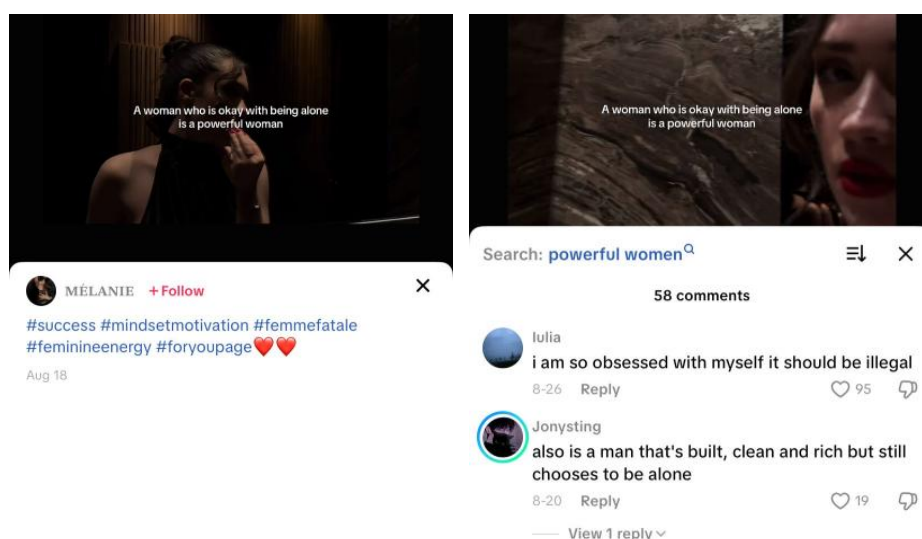 A woman who is okay with being alone
is a powerful woman
MÉLANIE +Follow
#success #mindsetmotivation #femmefatale
#feminineenergy #foryoupage❤️❤️
Aug 18
A woman who is okay with being alone
is a powerful woman
Search: powerful women
58 comments
Iulia
i am so obsessed with myself it should be illegal
8-26 Reply 95
Jonysting
also is a man that's built, clean and rich but still
chooses to be alone
8-20 Reply 19
View 1 reply